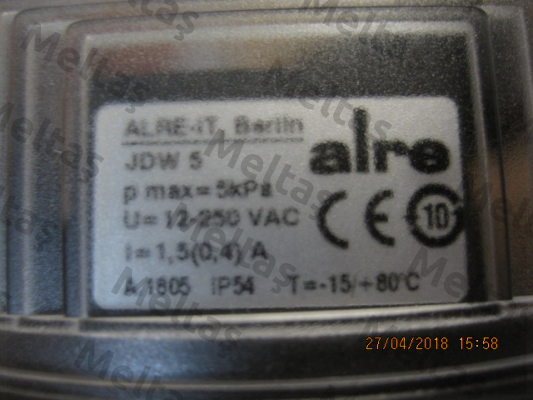 ALRE-IT, Berlin
alre
JDW 5
p max=5kPa
U=12-250 VAC
CE 10
I=1,5(0,4) A
A 1805 IP54 T=-15/+80°C
27/04/2018 15:58
Meltaş